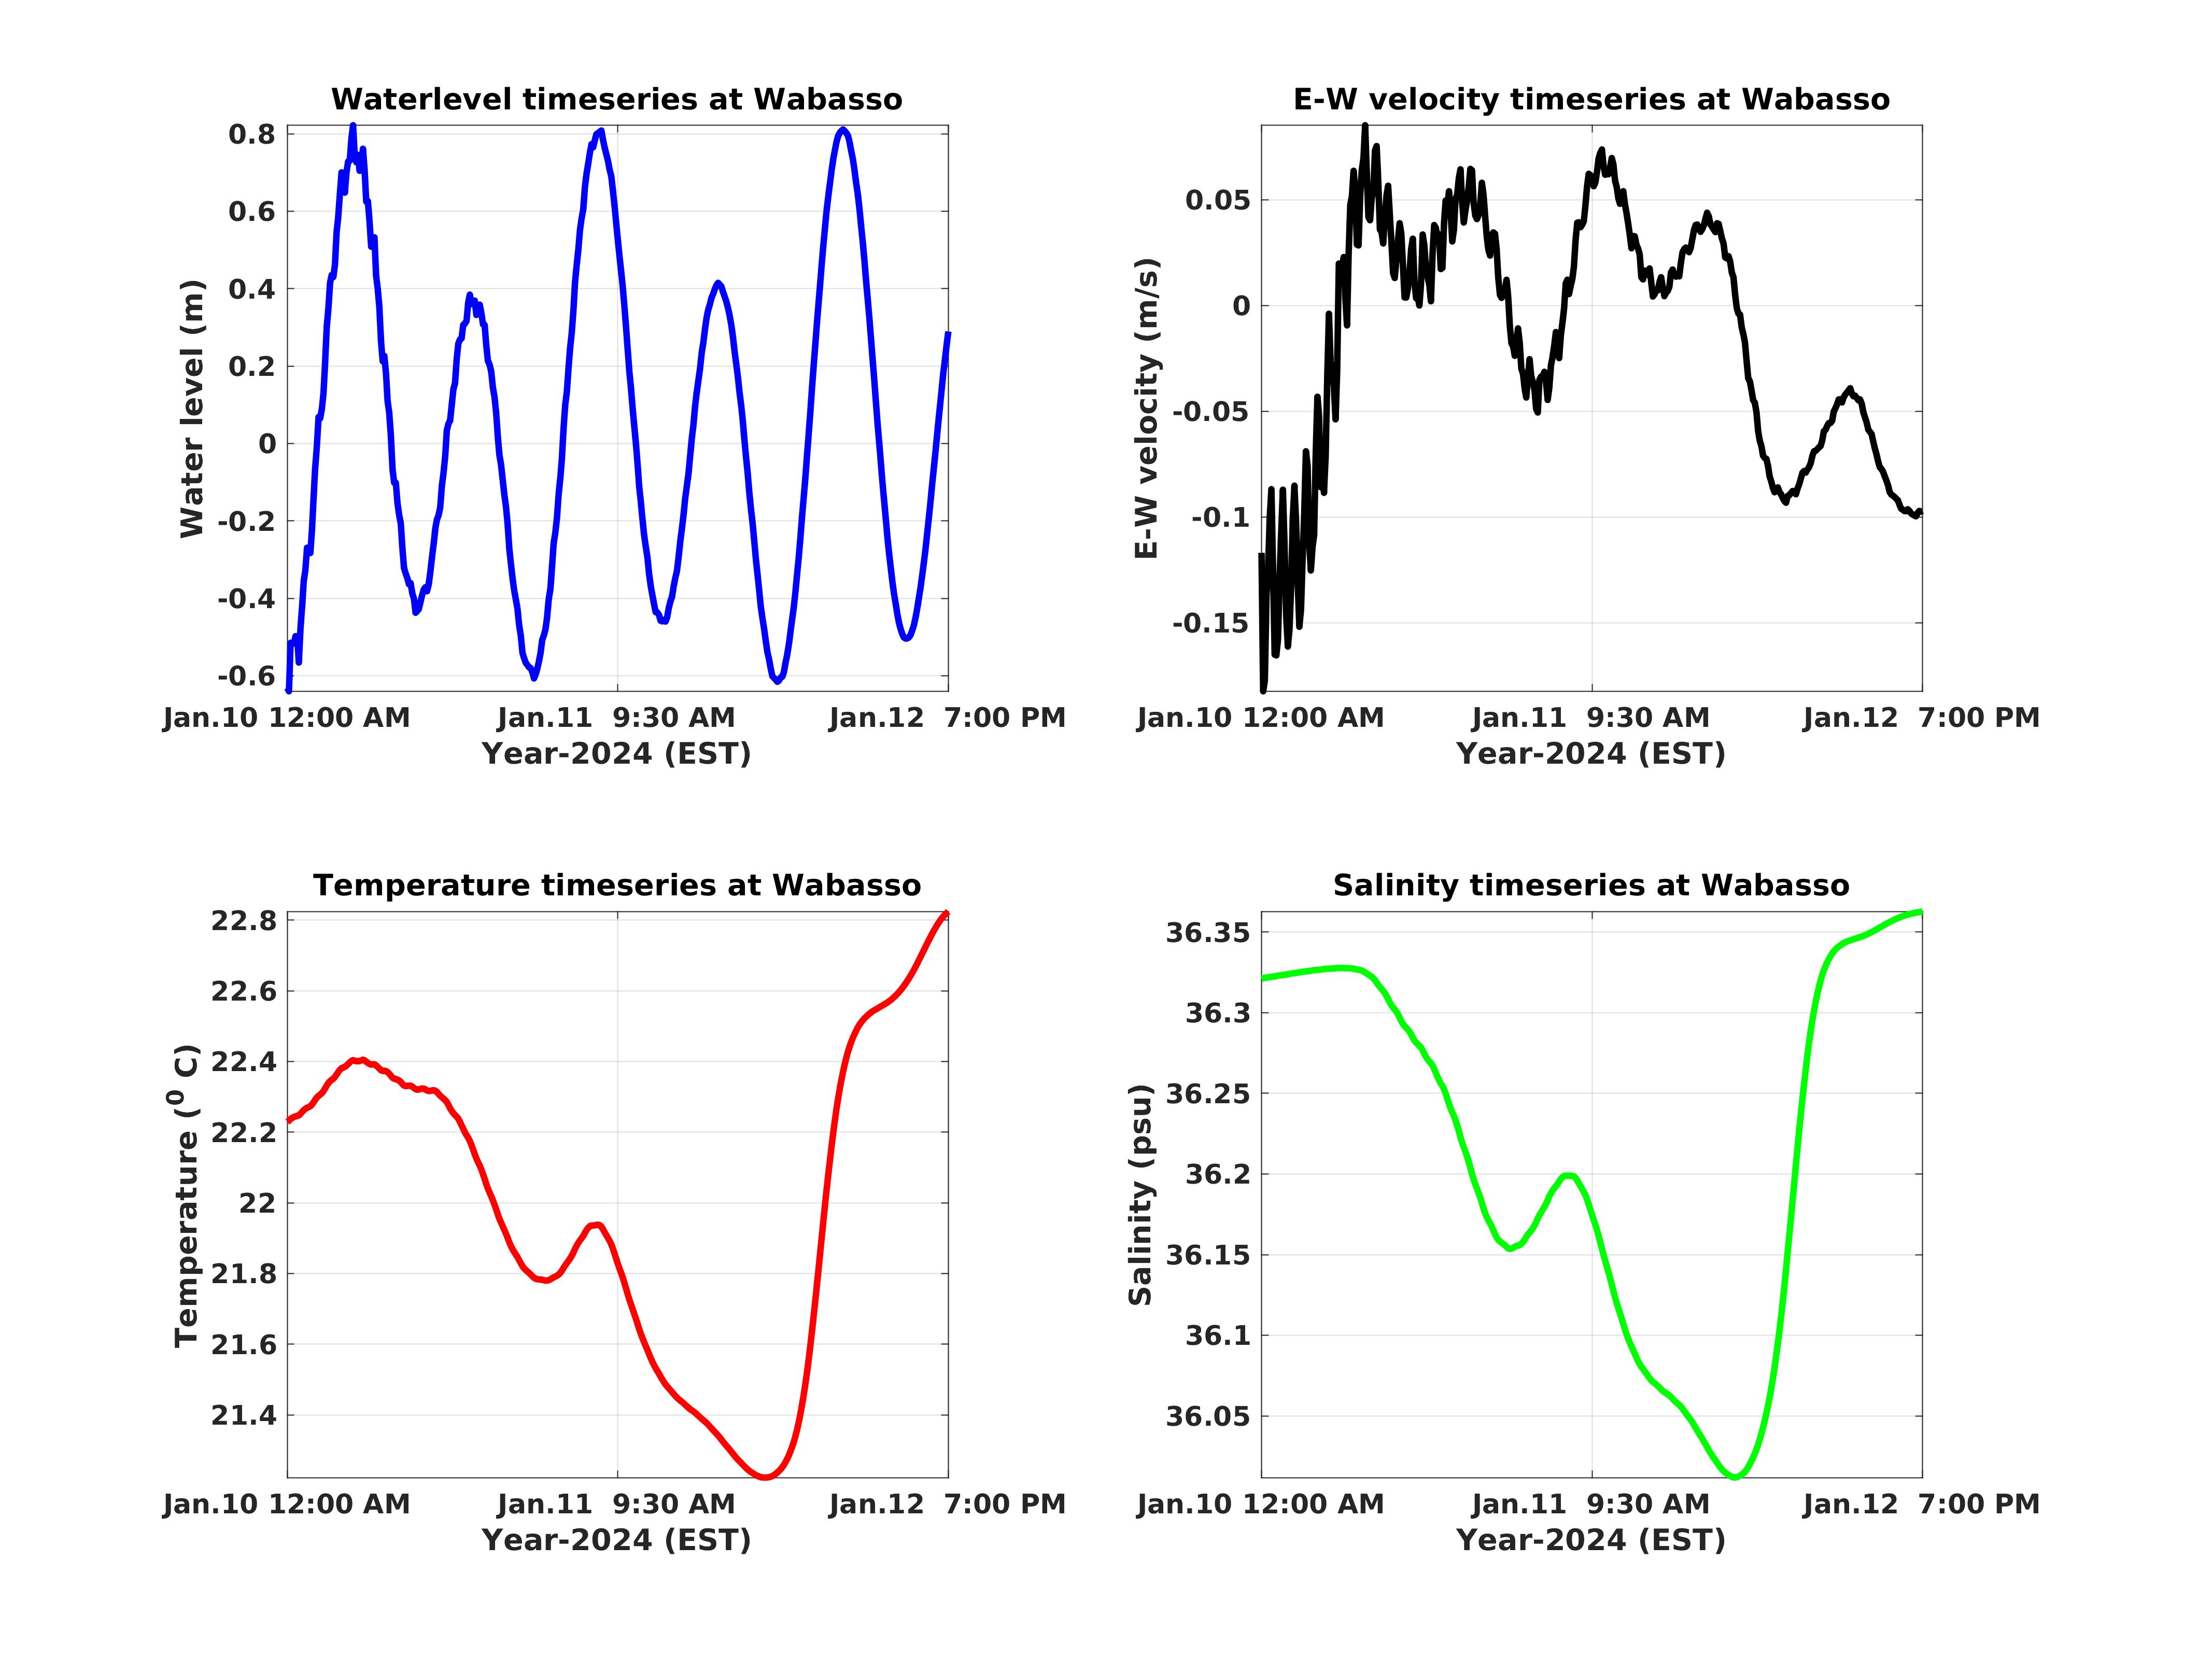 Waterlevel timeseries at Wabasso
Water level (m)
0.8
0.6
0.4
0.2
0
-0.2
-0.4
-0.6
Jan.10 12:00 AM Jan.11 9:30 AM Jan.12 7:00 PM
Year-2024 (EST)
E-W velocity timeseries at Wabasso
E-W velocity (m/s)
0.05
0
-0.05
-0.1
-0.15
Jan.10 12:00 AM Jan.11 9:30 AM Jan.12 7:00 PM
Year-2024 (EST)
Temperature timeseries at Wabasso
Temperature (⁰ C)
22.8
22.6
22.4
22.2
22
21.8
21.6
21.4
Jan.10 12:00 AM Jan.11 9:30 AM Jan.12 7:00 PM
Year-2024 (EST)
Salinity timeseries at Wabasso
Salinity (psu)
36.35
36.3
36.25
36.2
36.15
36.1
36.05
Jan.10 12:00 AM Jan.11 9:30 AM Jan.12 7:00 PM
Year-2024 (EST)